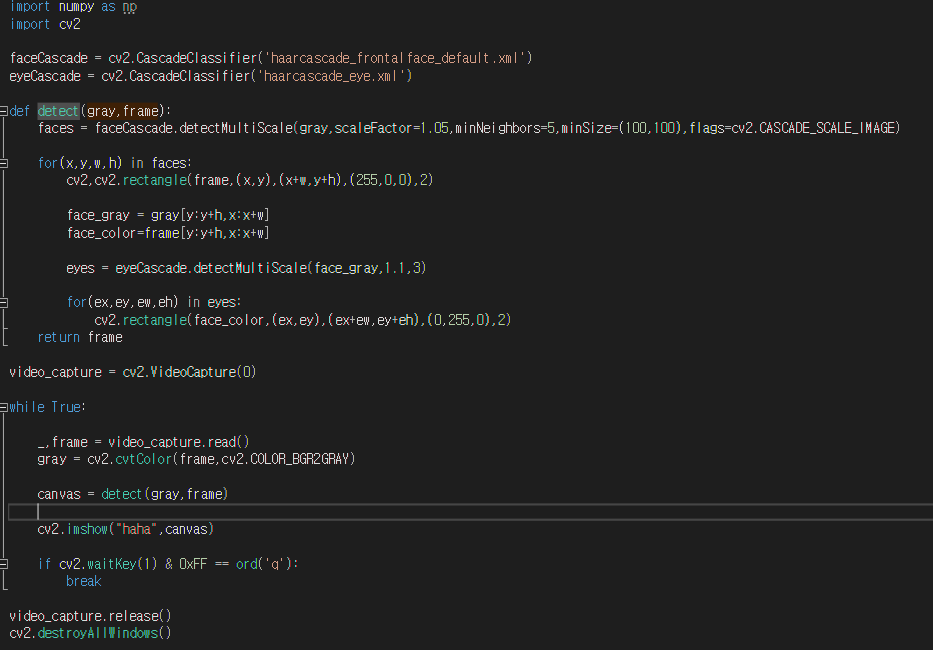 import numpy as np
import cv2
faceCascade = cv2.CascadeClassifier('haarcascade_frontalface_default.xml')
eyeCascade = cv2.CascadeClassifier('haarcascade_eye.xml')
def detect(gray,frame):
faces = faceCascade.detectMultiScale(gray,scaleFactor=1.05,minNeighbors=5,minSize=(100,100),flags=cv2.CASCADE_SCALE_IMAGE)
for(x,y,w,h) in faces:
cv2,cv2.rectangle(frame,(x,y),(x+w,y+h),(255,0,0),2)
face_gray = gray[y:y+h,x:x+w]
face_color=frame[y:y+h,x:x+w]
eyes = eyeCascade.detectMultiScale(face_gray,1.1,3)
for(ex,ey,ew,eh) in eyes:
cv2.rectangle(face_color,(ex,ey),(ex+ew,ey+eh),(0,255,0),2)
return frame
video_capture = cv2.VideoCapture(0)
while True:
_,frame = video_capture.read()
gray = cv2.cvtColor(frame,cv2.COLOR_BGR2GRAY)
canvas = detect(gray,frame)
cv2.imshow("haha",canvas)
if cv2.waitKey(1) & 0xFF == ord('q'):
break
video_capture.release()
cv2.destroyAllWindows()